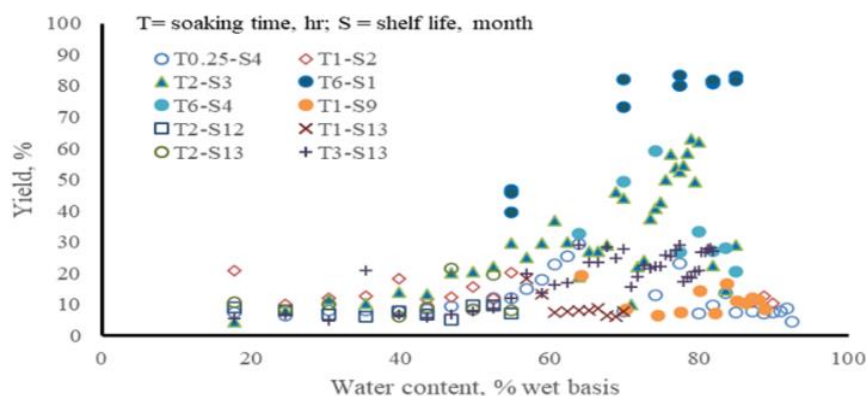 T= soaking time, hr; S = shelf life, month
100
90
80
70
60
50
40
30
20
10
0
Yield, %
T0.25-S4 T1-S2
T2-S3 T6-S1
T6-S4 T1-S9
T2-S12 T1-S13
T2-S13 T3-S13
0 20 40 60 80 100
Water content, % wet basis